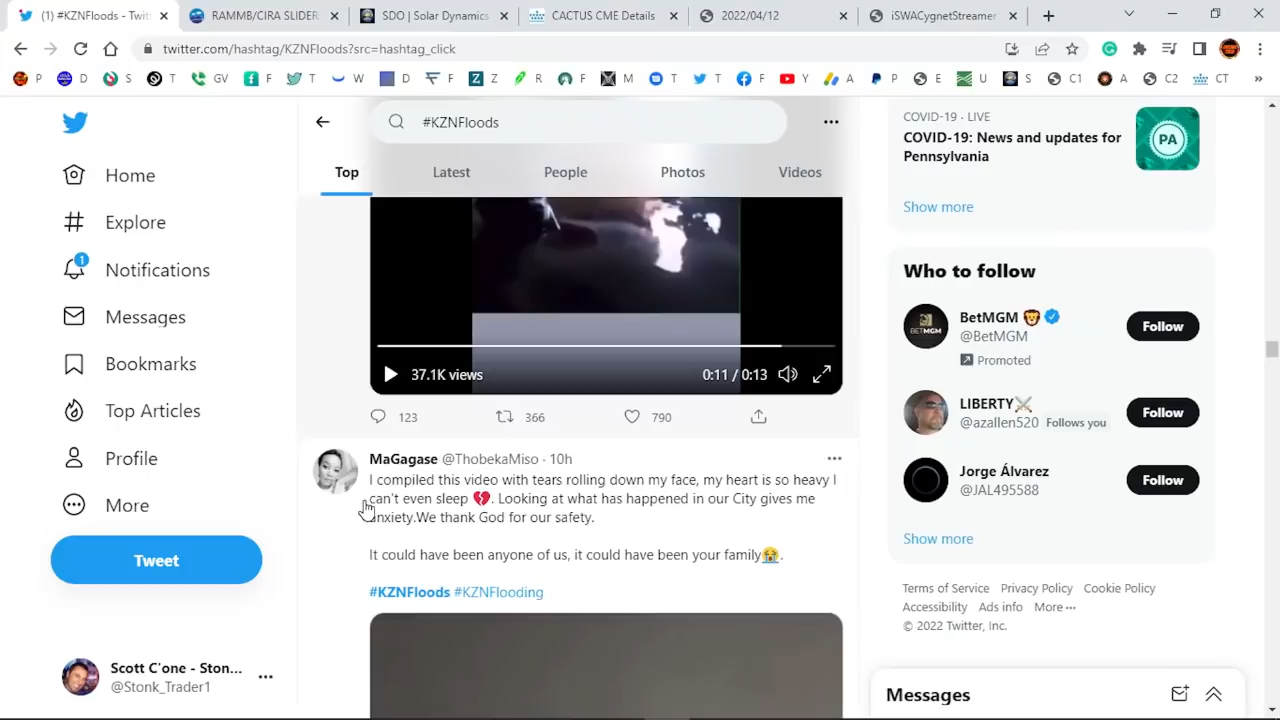 (1) #KZNFloods - Twit
RAMMB/CIRA SLIDER
SDO | Solar Dynamics
CACTUS CME Details
2022/04/12
iSWACygnetStreamer
twitter.com/hashtag/KZNFloods?src=hashtag_click
P D S T GV F T W D F Z R F M T T F Y A P E U S C1 A C2 CT »
#KZNFloods
Top Latest People Photos Videos
Home
Explore
1
Notifications
Messages
Bookmarks
Top Articles
Profile
More
Tweet
Scott C'one - Ston...
@Stonk_Trader1
37.1K views
0:11 / 0:13
123 366 790
MaGagase @ThobekaMiso · 10h
I compiled this video with tears rolling down my face, my heart is so heavy I
can't even sleep 💔. Looking at what has happened in our City gives me
anxiety.We thank God for our safety.
It could have been anyone of us, it could have been your family😭.
#KZNFloods #KZNFlooding
COVID-19 · LIVE
COVID-19: News and updates for
Pennsylvania
PA
Show more
Who to follow
BetMGM 🦁
BETMGM
@BetMGM
Promoted
Follow
LIBERTY⚔️
@azallen520 Follows you
Follow
Jorge Álvarez
@JAL495588
Follow
Show more
Terms of Service Privacy Policy Cookie Policy
Accessibility Ads info More ···
© 2022 Twitter, Inc.
Messages